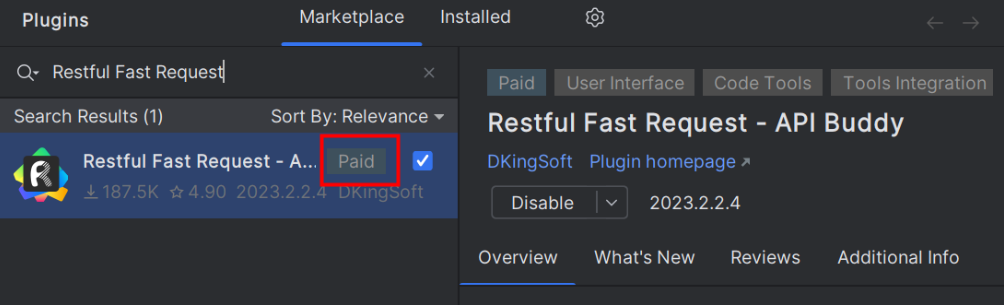 Plugins Marketplace Installed
Restful Fast Request
Search Results (1) Sort By: Relevance
Restful Fast Request - A... Paid
187.5K 4.90 2023.2.2.4 DKingSoft
Paid User Interface Code Tools Tools Integration
Restful Fast Request - API Buddy
DKingSoft Plugin homepage
Disable 2023.2.2.4
Overview What's New Reviews Additional Info